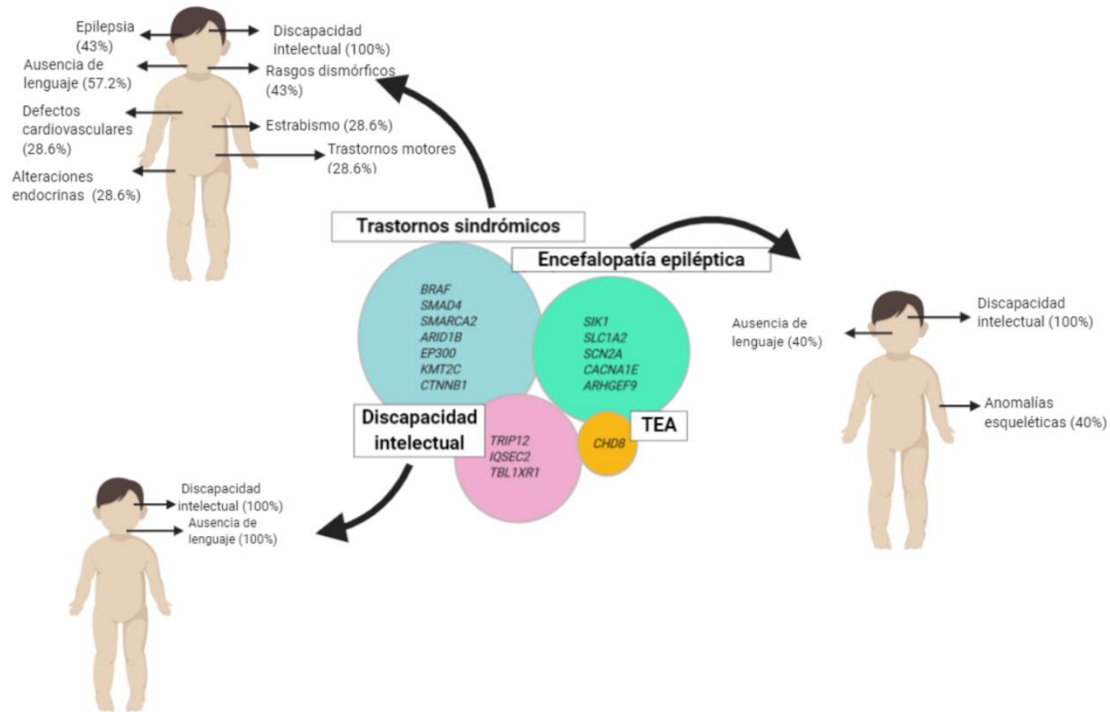 Epilepsia
(43%)
Discapacidad
intelectual (100%)
Ausencia de
lenguaje (57.2%)
Rasgos dismórficos
(43%)
Defectos
cardiovasculares
(28.6%)
Estrabismo (28.6%)
Trastornos motores
(28.6%)
Alteraciones
endocrinas (28.6%)
Trastornos sindrómicos
Encefalopatía epiléptica
BRAF
SMAD4
SMARCA2
ARID1B
EP300
KMT2C
CTNNB1
SIK1
SLC1A2
SCN2A
CACNA1E
ARHGEF9
Ausencia de
lenguaje (40%)
Discapacidad
intelectual (100%)
Anomalías
esqueléticas (40%)
Discapacidad
intelectual
TEA
TRIP12
IQSEC2
TBL1XR1
CHD8
Discapacidad
intelectual (100%)
Ausencia de
lenguaje (100%)